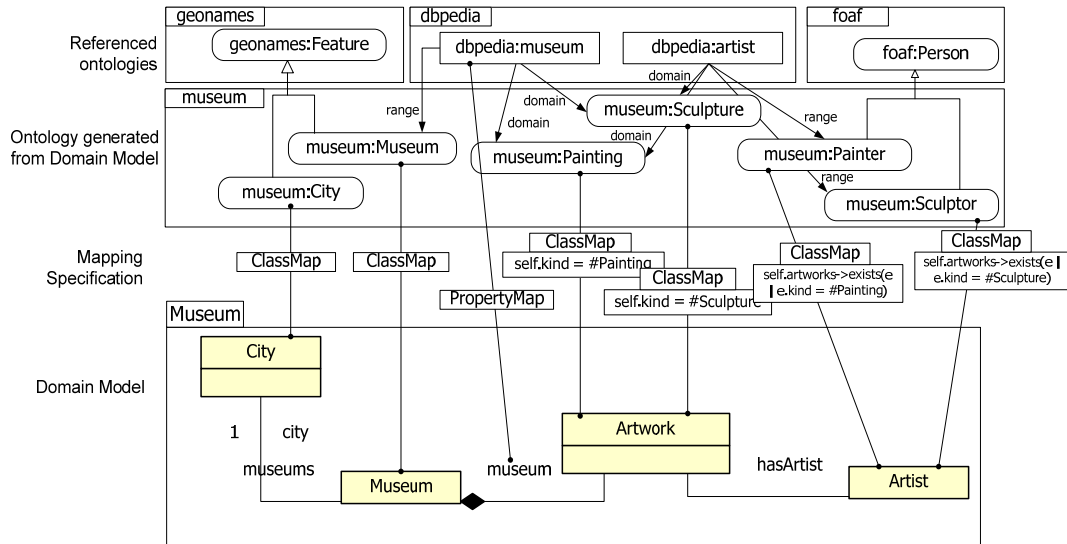 geonames
dbpedia
foaf
Referenced
ontologies
geonames:Feature
dbpedia:museum
dbpedia:artist
foaf:Person
museum
domain
domain
domain
domain
range
range
range
Ontology generated
from Domain Model
museum:Sculpture
museum:Museum
museum:Painting
museum:Painter
museum:City
museum:Sculptor
Mapping
Specification
ClassMap
ClassMap
ClassMap
self.kind = #Painting
ClassMap
self.kind = #Sculpture
ClassMap
self.artworks->exists(e
| e.kind = #Painting)
ClassMap
self.artworks->exists(e |
e.kind = #Sculpture)
PropertyMap
Museum
Domain Model
City
1
city
museums
Museum
museum
Artwork
hasArtist
Artist